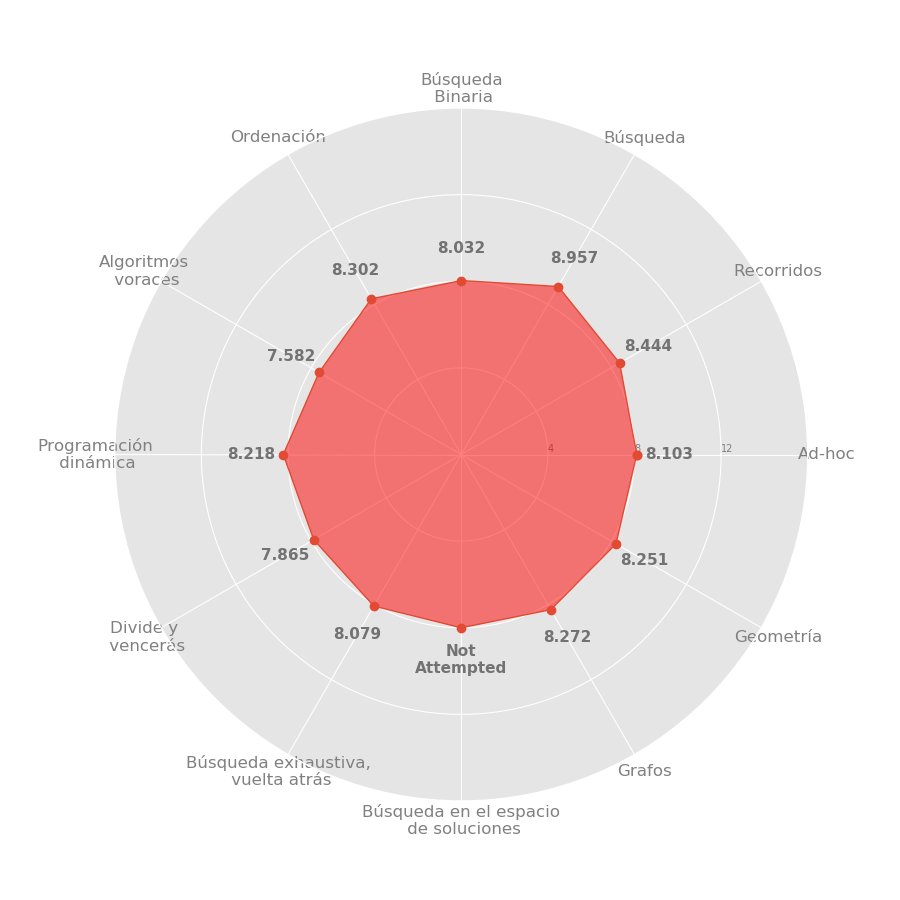 Búsqueda
Binaria
Ordenación
Búsqueda
8.032
8.957
8.302
Algoritmos
voraces
Recorridos
8.444
7.582
Programación
dinámica
8.218
4
8
12
8.103
Ad-hoc
7.865
8.251
Divide y
vencerás
8.079
8.272
Geometría
Not
Attempted
Búsqueda exhaustiva,
vuelta atrás
Grafos
Búsqueda en el espacio
de soluciones